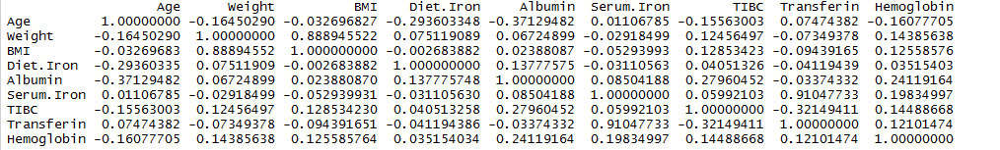 Age Weight BMI Diet.Iron Albumin Serum.Iron TIBC Transferin Hemoglobin
Age 1.00000000 -0.16450290 -0.032696827 -0.293603348 -0.37129482 0.01106785 -0.15563003 0.07474382 -0.16077705
Weight -0.16450290 1.00000000 0.888945522 0.075119089 0.06724899 -0.02918499 0.12456497 -0.07349378 0.14385638
BMI -0.03269683 0.88894552 1.000000000 -0.002683882 0.02388087 -0.05293993 0.12853423 -0.09439165 0.12558576
Diet.Iron -0.29360335 0.07511909 -0.002683882 1.000000000 0.13777575 -0.03110563 0.04051326 -0.04119439 0.03515403
Albumin -0.37129482 0.06724899 0.023880870 0.137775748 1.00000000 0.08504188 0.27960452 -0.03374332 0.24119164
Serum.Iron 0.01106785 -0.02918499 -0.052939931 -0.031105630 0.08504188 1.00000000 0.05992103 0.91047733 0.19834997
TIBC -0.15563003 0.12456497 0.128534230 0.040513258 0.27960452 0.05992103 1.00000000 -0.32149411 0.14488668
Transferin 0.07474382 -0.07349378 -0.094391651 -0.041194386 -0.03374332 0.91047733 -0.32149411 1.00000000 0.12101474
Hemoglobin -0.16077705 0.14385638 0.125585764 0.035154034 0.24119164 0.19834997 0.14488668 0.12101474 1.00000000